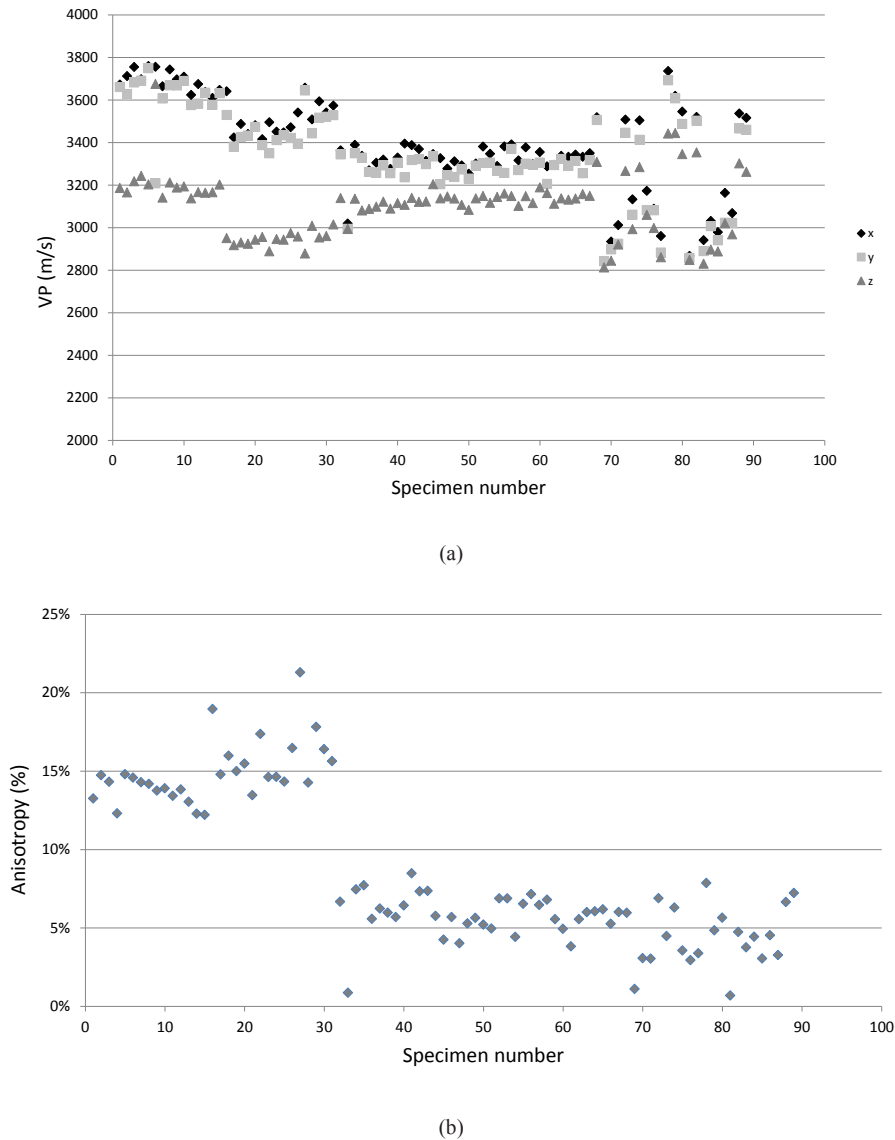 4000
3800
3600
3400
3200
3000
2800
2600
2400
2200
2000
VP (m/s)
0 10 20 30 40 50 60 70 80 90 100
Specimen number
x
y
z
(a)
25%
20%
15%
10%
5%
0%
Anisotropy (%)
0 10 20 30 40 50 60 70 80 90 100
Specimen number
(b)